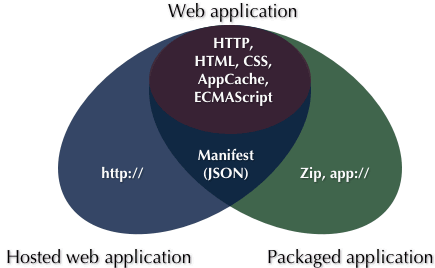 Web application
HTTP,
HTML, CSS,
AppCache,
ECMAScript
Manifest
(JSON)
http://
Zip, app://
Hosted web application
Packaged application